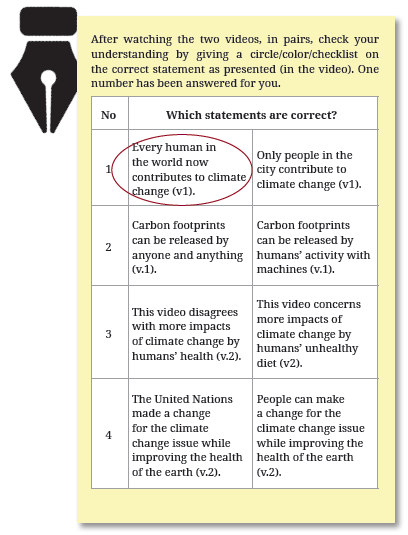 After watching the two videos, in pairs, check your
understanding by giving a circle/color/checklist on
the correct statement as presented (in the video). One
number has been answered for you.
No
Which statements are correct?
1
Every human in
the world now
contributes to climate
change (v1).
Only people in the
city contribute to
climate change (v1).
2
Carbon footprints
can be released by
anyone and anything
(v.1).
Carbon footprints
can be released by
humans' activity with
machines (v.1).
3
This video disagrees
with more impacts
of climate change by
humans' health (v.2).
This video concerns
more impacts of
climate change by
humans' unhealthy
diet (v2).
4
The United Nations
made a change
for the climate
change issue while
improving the health
of the earth (v.2).
People can make
a change for the
climate change issue
while improving the
health of the earth
(v.2).